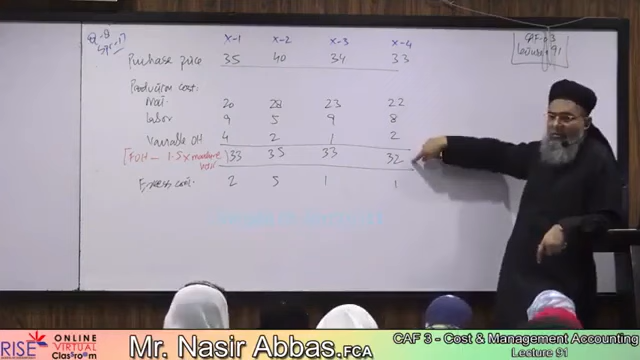 Q-8
Spr-17
CAF-03
Lecture 91
X-1 X-2 X-3 X-4
Purchase price 35 40 34 33
Production cost:
Mat. 20 28 23 22
Labor 9 5 9 8
Variable OH 4 2 1 2
[FOH — 1.5 x machine hour) 33 35 33 32
Excess cost. 2 5 1 1
RISE ONLINE VIRTUAL Classroom
Mr. Nasir Abbas.FCA
CAF 3 - Cost & Management Accounting
Lecture 91